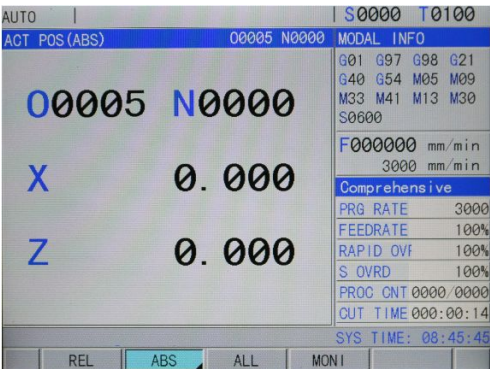 AUTO S0000 T0100
ACT POS(ABS) O0005 N0000
O0005 N0000
X 0.000
Z 0.000
MODAL INFO
G01 G97 G98 G21
G40 G54 M05 M09
M33 M41 M13 M30
S0600
F000000 mm/min
3000 mm/min
Comprehensive
PRG RATE 3000
FEEDRATE 100%
RAPID OVR 100%
S OVRD 100%
PROC CNT 0000/0000
CUT TIME 000:00:14
SYS TIME: 08:45:45
REL ABS ALL MONI